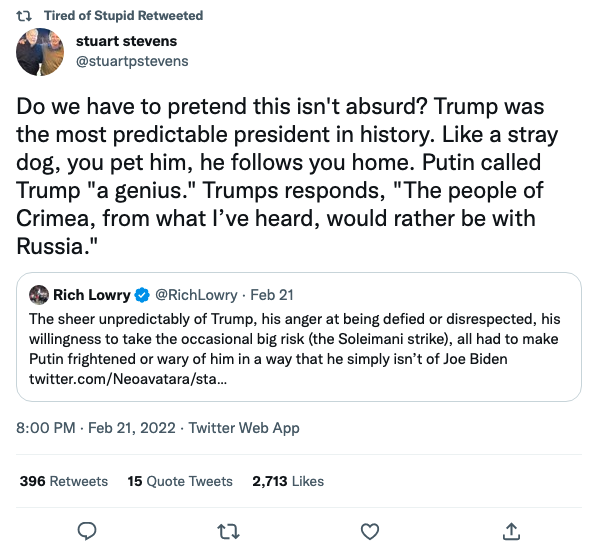 Tired of Stupid Retweeted
stuart stevens
@stuartpstevens
Do we have to pretend this isn't absurd? Trump was
the most predictable president in history. Like a stray
dog, you pet him, he follows you home. Putin called
Trump "a genius." Trumps responds, "The people of
Crimea, from what I’ve heard, would rather be with
Russia."
Rich Lowry @RichLowry · Feb 21
The sheer unpredictably of Trump, his anger at being defied or disrespected, his
willingness to take the occasional big risk (the Soleimani strike), all had to make
Putin frightened or wary of him in a way that he simply isn’t of Joe Biden
twitter.com/Neoavatara/sta...
8:00 PM · Feb 21, 2022 · Twitter Web App
396 Retweets 15 Quote Tweets 2,713 Likes